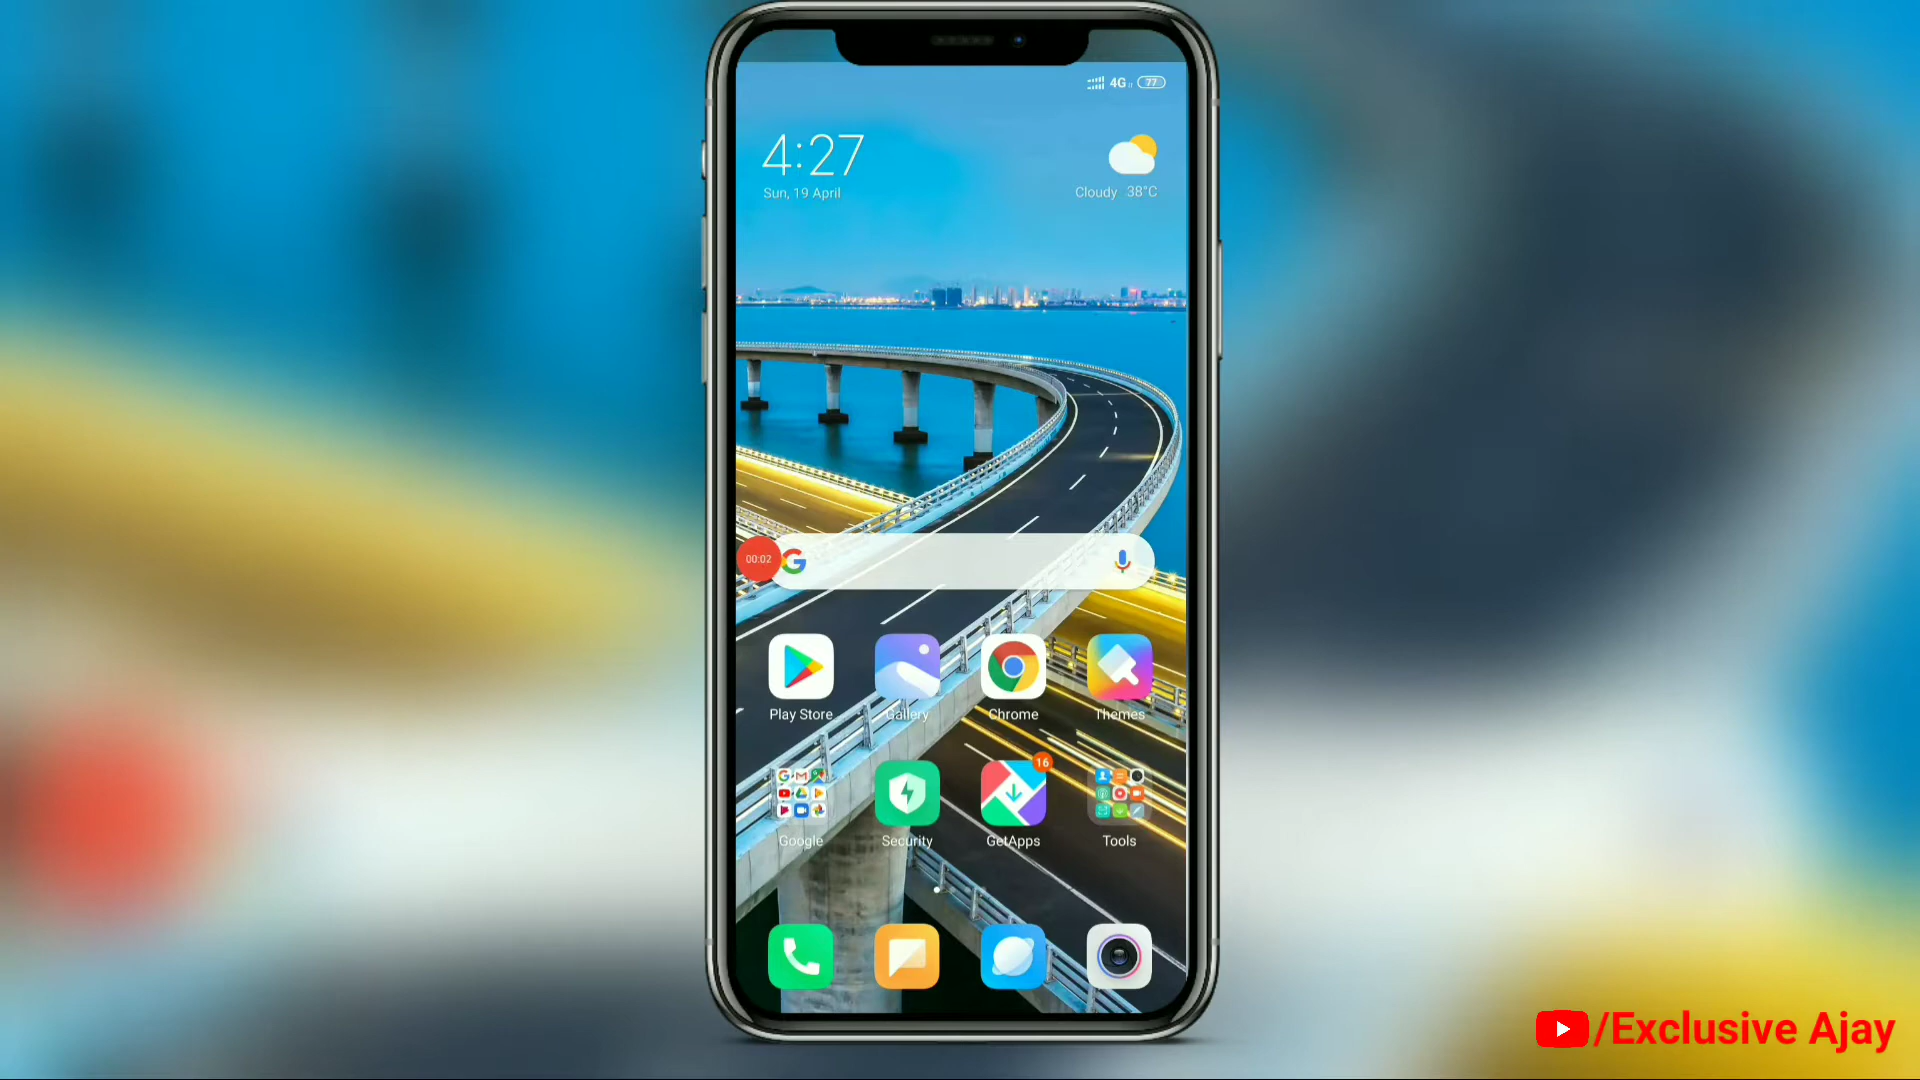 4G 77
4:27
Sun, 19 April
Cloudy 38°C
00:02
Play Store
Gallery
Chrome
Themes
16
Google
Security
GetApps
Tools
/Exclusive Ajay